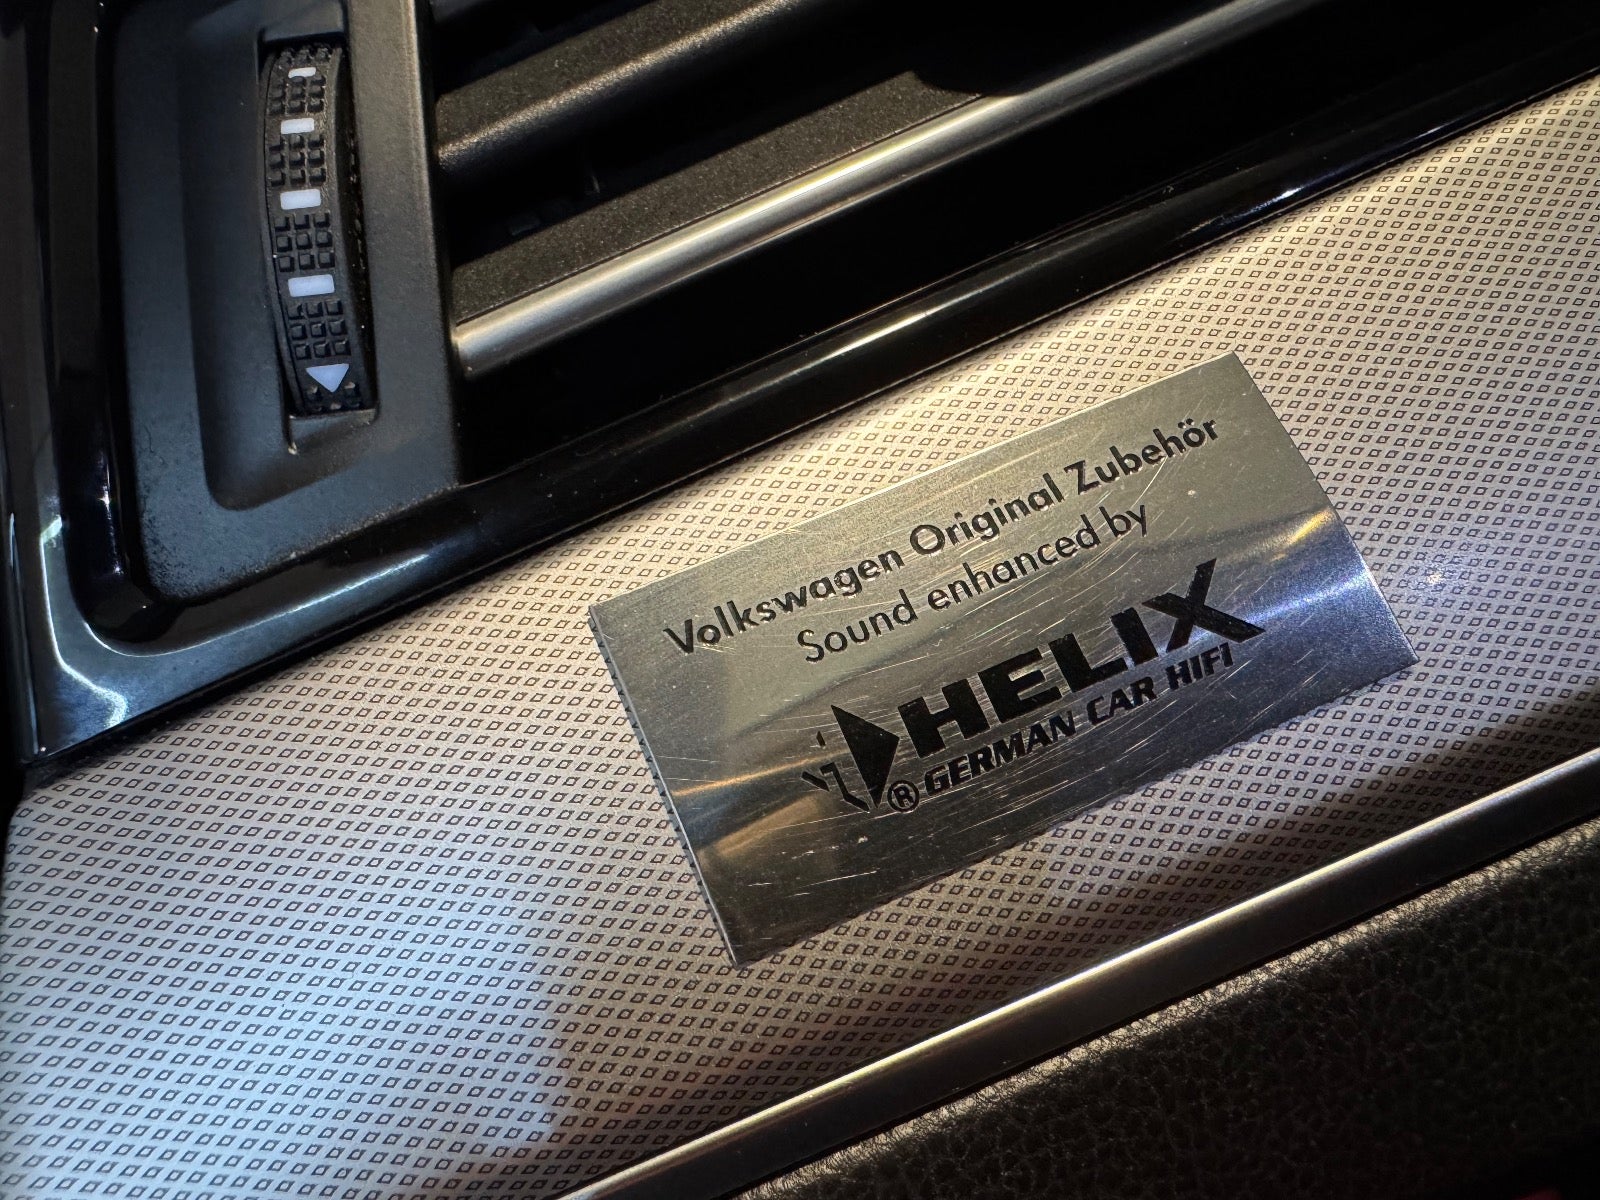 Volkswagen Original Zubehör
Sound enhanced by
HELIX
® GERMAN CAR HIFI